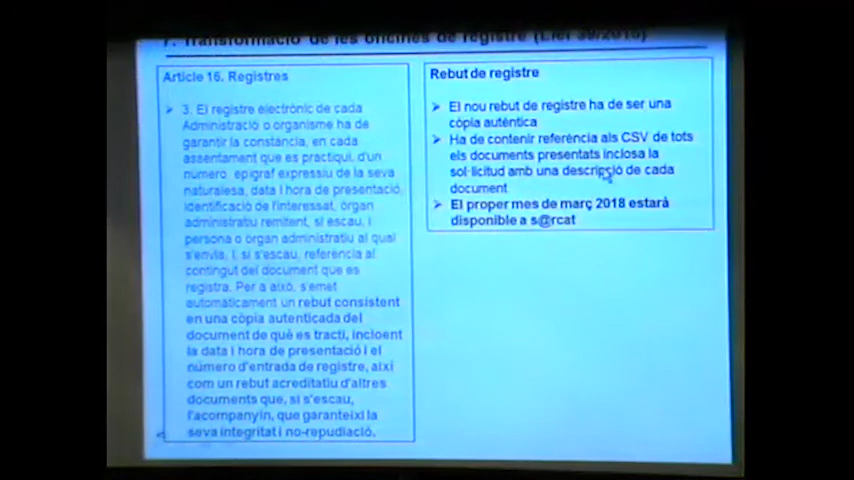 7. Transformació de les oficines de registre (Llei 39/2015)
Article 16. Registres
➢ 3. El registre electrònic de cada
Administració o organisme ha de
garantir la constància, en cada
assentament que es practiqui, d'un
número, epígraf expressiu de la seva
naturalesa, data i hora de presentació,
identificació de l'interessat, òrgan
administratiu remitent, si escau, i
persona o òrgan administratiu al qual
s'envia, i, si s'escau, referència al
contingut del document que es
registra. Per a això, s'emet
automàticament un rebut consistent
en una còpia autenticada del
document de què es tracti, incloent
la data i hora de presentació i el
número d'entrada de registre, així
com un rebut acreditatiu d'altres
documents que, si s'escau,
l'acompanyin, que garanteixi la
seva integritat i no-repudiació.
Rebut de registre
➢ El nou rebut de registre ha de ser una
còpia autèntica
➢ Ha de contenir referència als CSV de tots
els documents presentats inclosa la
sol·licitud amb una descripció de cada
document
➢ El proper mes de març 2018 estarà
disponible a s@rcat